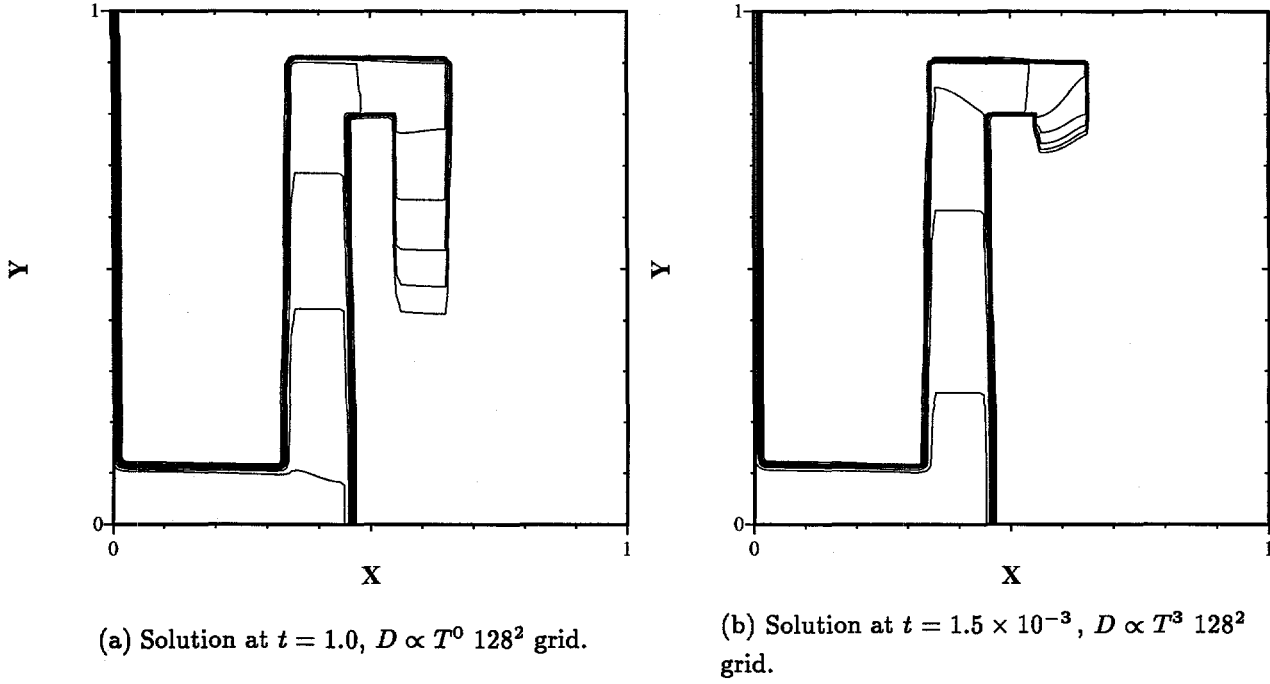 1
Y
0
0
1
X
(a) Solution at t = 1.0, D ∝ T⁰ 128² grid.
1
Y
0
0
1
X
(b) Solution at t = 1.5 × 10⁻³ , D ∝ T³ 128²
grid.